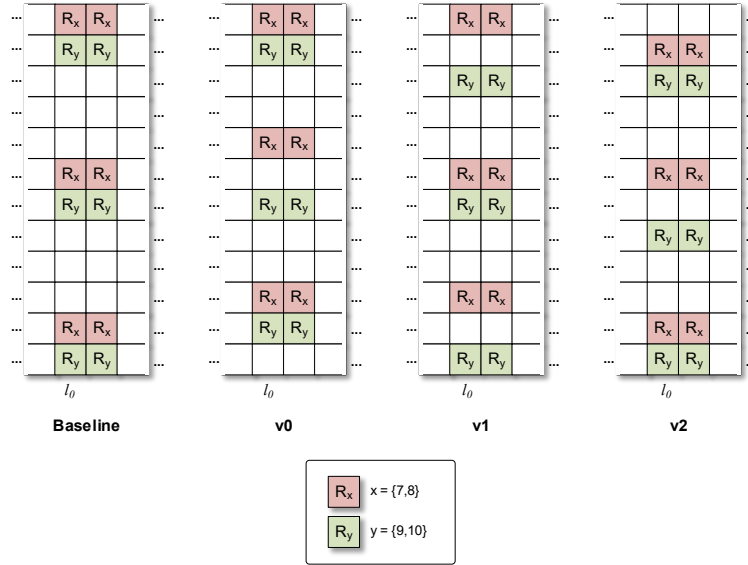 ... Rx Rx ... ... Rx Rx ... ... Rx Rx ... ... ...
... Ry Ry ... ... Ry Ry ... ... ... ... Rx Rx ...
... ... ... ... ... Ry Ry ... ... Ry Ry ...
... ... ... ... ... ... ... ...
... ... ... Rx Rx ... ... ... ... ...
... Rx Rx ... ... ... ... Rx Rx ... ... Rx Rx ...
... Ry Ry ... ... Ry Ry ... ... Ry Ry ... ... ...
... ... ... ... ... ... ... Ry Ry ...
... ... ... ... ... ... ... ...
... ... ... Rx Rx ... ... Rx Rx ... ... ...
... Rx Rx ... ... Ry Ry ... ... ... ... Rx Rx ...
... Ry Ry ... ... ... ... Ry Ry ... ... Ry Ry ...
l0 l0 l0 l0
Baseline v0 v1 v2
Rx x = {7,8}
Ry y = {9,10}